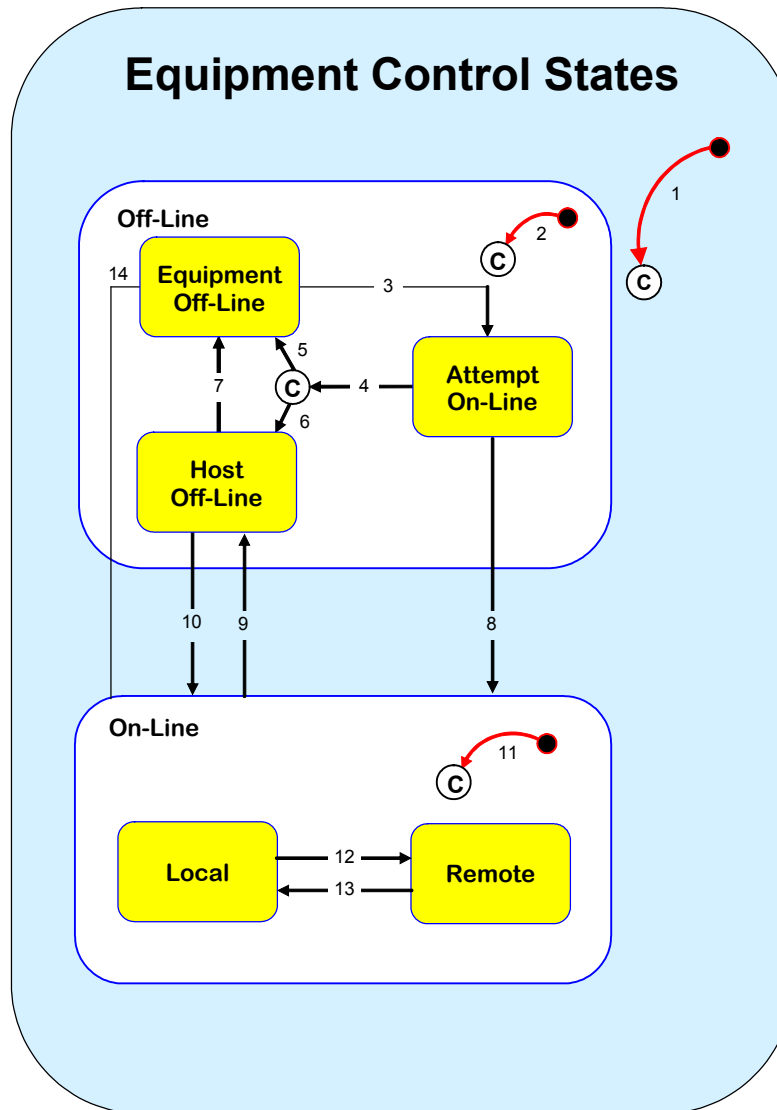 Equipment Control States
1
Off-Line
2
C
C
14
Equipment
Off-Line
3
5
Attempt
On-Line
7
C
4
6
Host
Off-Line
10
9
8
On-Line
11
C
Local
12
Remote
13